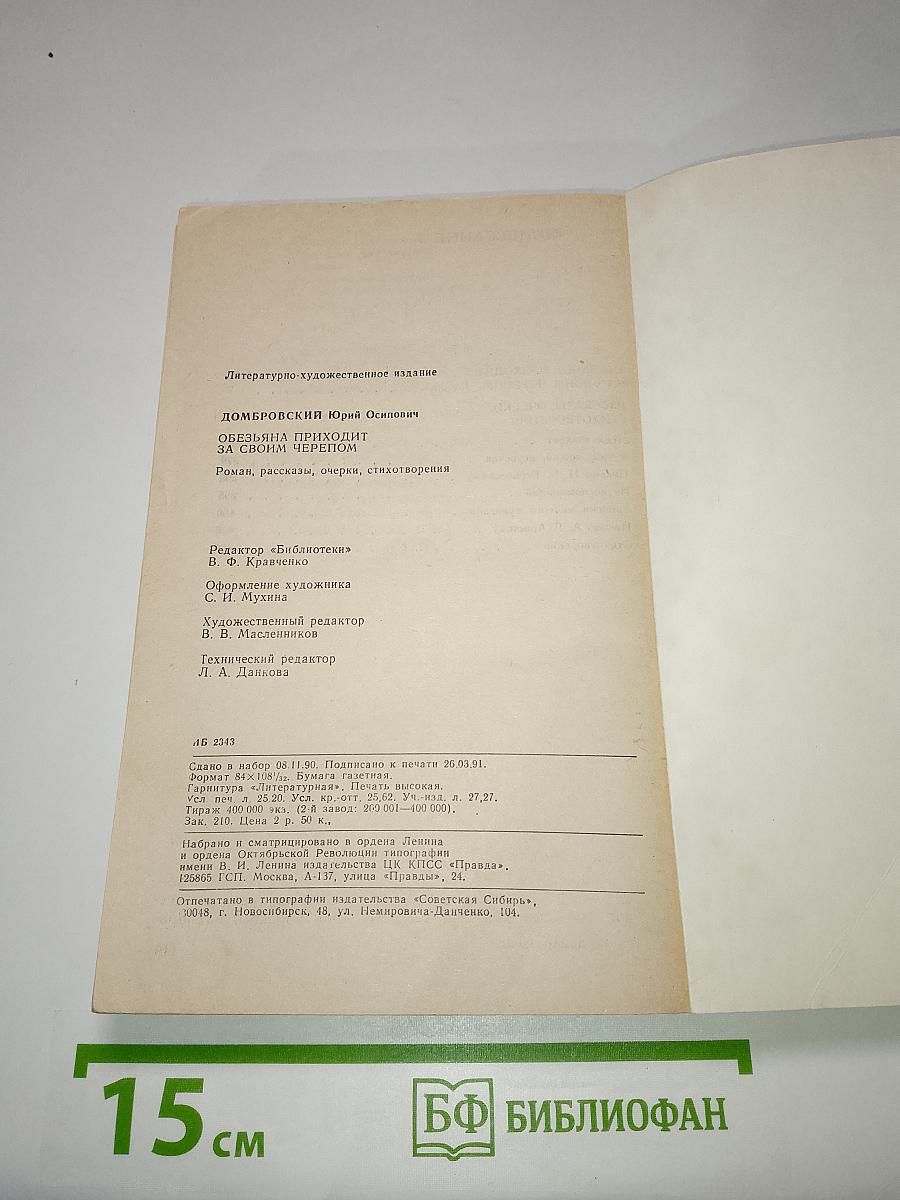 Литературно-художественное издание
ДОМБРОВСКИЙ Юрий Осипович
ОБЕЗЬЯНА ПРИХОДИТ
ЗА СВОИМ ЧЕРЕПОМ
Роман, рассказы, очерки, стихотворения
Редактор «Библиотеки»
В. Ф. Кравченко
Оформление художника
С. И. Мухина
Художественный редактор
В. В. Масленников
Технический редактор
Л. А. Данкова
ИБ 2343
Сдано в набор 08.11.90. Подписано к печати 26.03.91.
Формат 84×108¹/₃₂. Бумага газетная.
Гарнитура «Литературная». Печать высокая.
Усл печ. л 25,20. Усл. кр.-отт. 25,62. Уч.-изд. л. 27,27.
Тираж 400 000 экз. (2-й завод: 200 001—400 000).
Зак. 210. Цена 2 р. 50 к.,
Набрано и сматрицировано в ордена Ленина
и ордена Октябрьской Революции типографии
имени В. И. Ленина издательства ЦК КПСС «Правда».
125865 ГСП. Москва, А-137, улица «Правды», 24.
Отпечатано в типографии издательства «Советская Сибирь»,
30048, г. Новосибирск, 48, ул. Немировича-Данченко, 104.
15 см
БФ БИБЛИОФАН